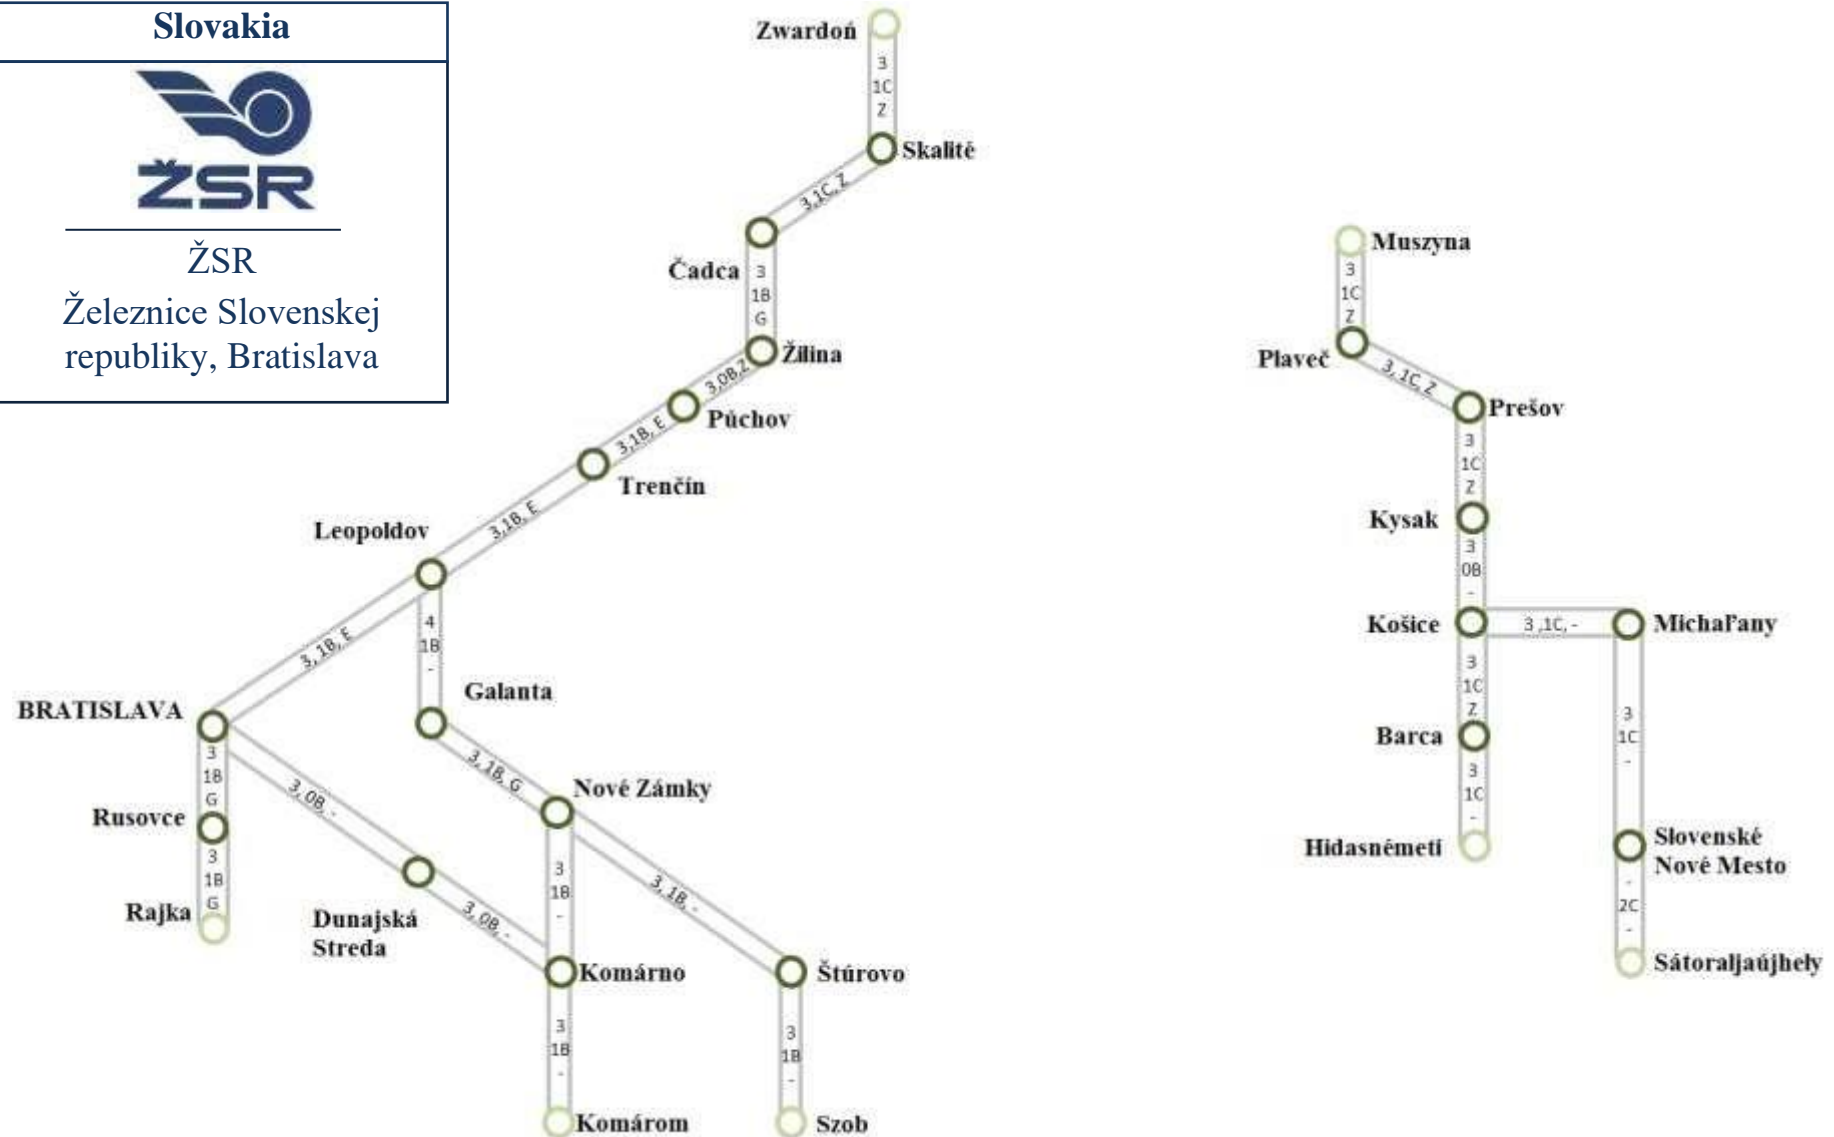 Slovakia
ŽSR
ŽSR
Železnice Slovenskej
republiky, Bratislava
Zwardoń
3
1C
Z
Skalité
3,1C, Z
Čadca
3
1B
G
Žilina
3,0B,Z
Púchov
3,1B, E
Trenčín
3,1B, E
Leopoldov
3, 1B, E
4
1B
-
Galanta
BRATISLAVA
3
1B
G
3, 1B, G
Nové Zámky
Rusovce
3, 0B, -
3
1B
G
Rajka
Dunajská
Streda
3, 0B, -
3
1B
-
3, 1B, -
Komárno
Štúrovo
3
1B
-
3
1B
-
Komárom
Szob
Muszyna
3
1C
Z
Plaveč
3, 1C, Z
Prešov
3
1C
Z
Kysak
3
0B
-
Košice
3 ,1C, -
Michaľany
3
1C
Z
3
1C
-
Barca
3
1C
-
Hidasnémeti
Slovenské
Nové Mesto
-
2C
-
Sátoraljaújhely